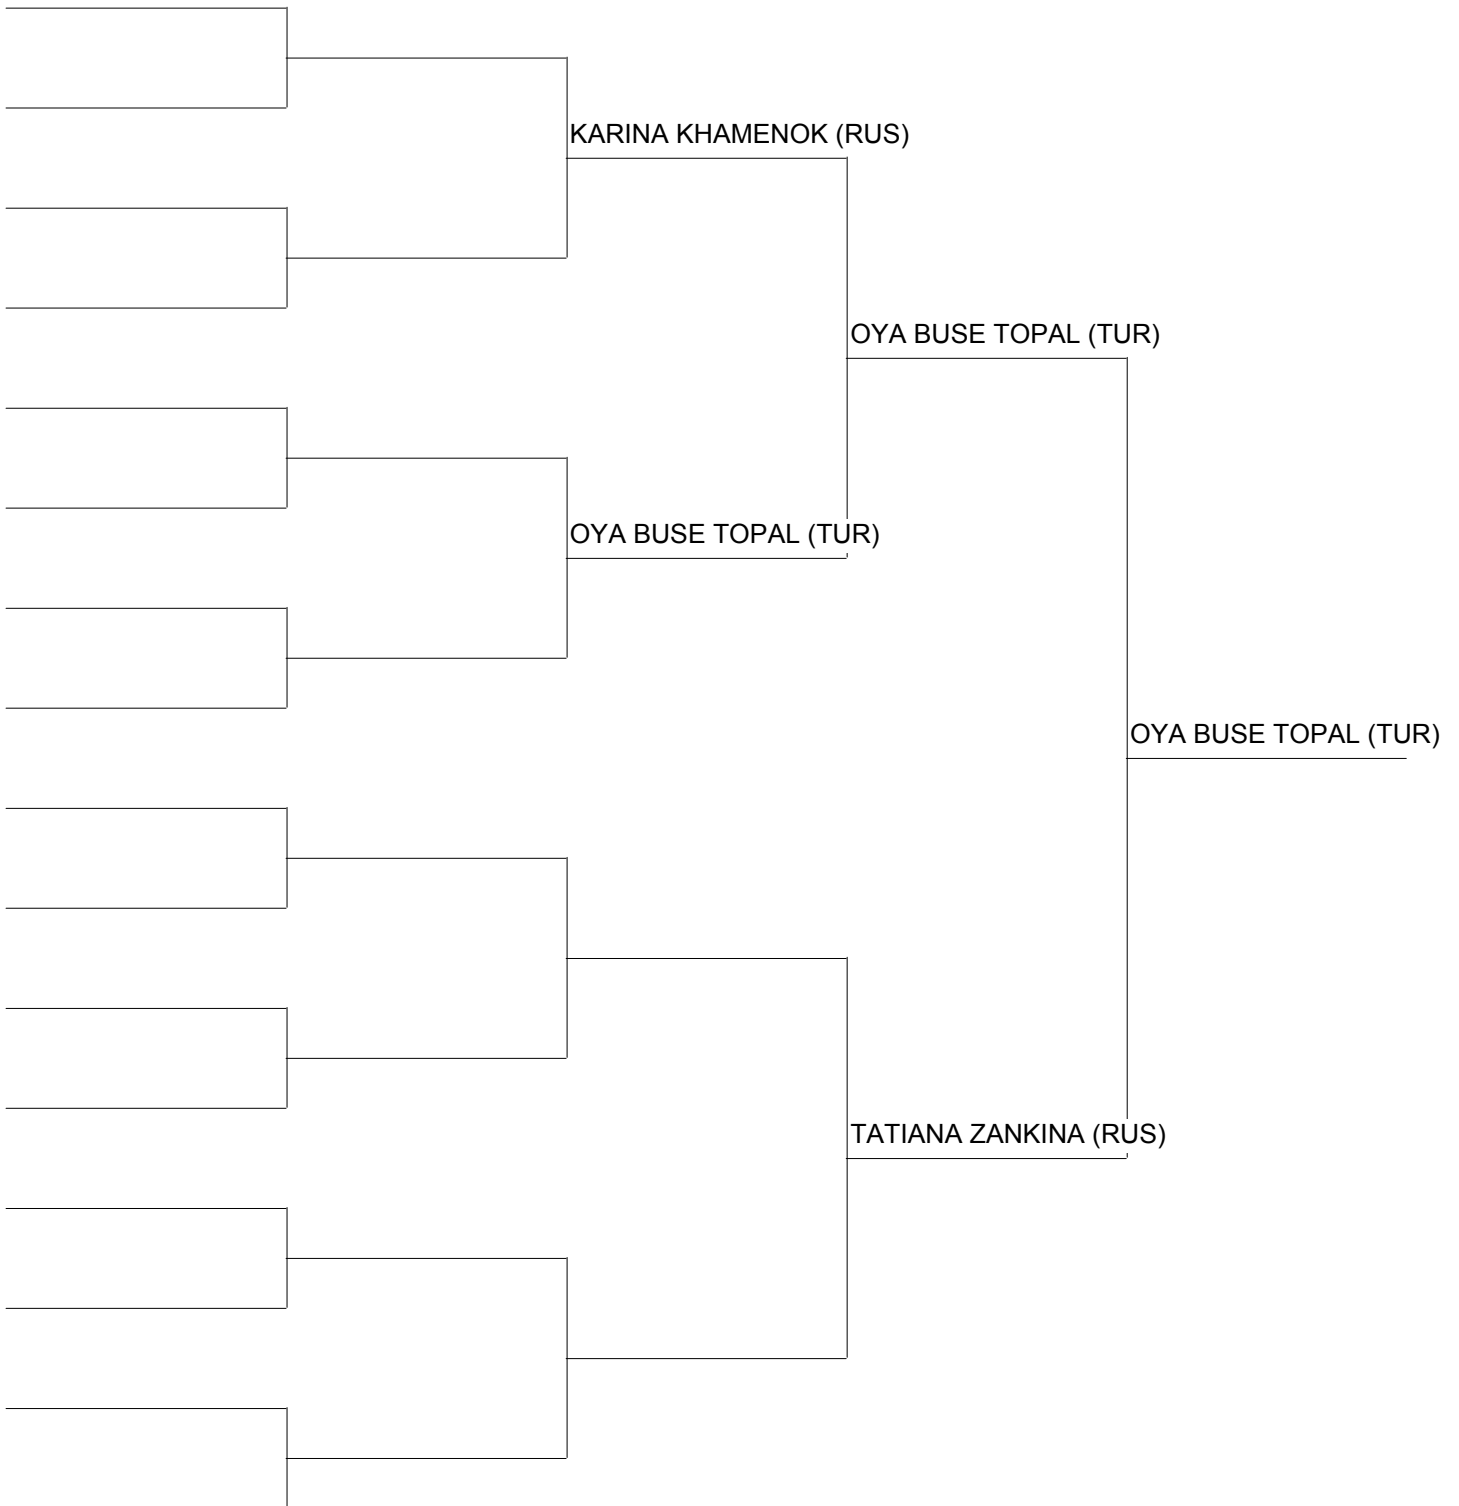 KARINA KHAMENOK (RUS)
OYA BUSE TOPAL (TUR)
OYA BUSE TOPAL (TUR)
OYA BUSE TOPAL (TUR)
TATIANA ZANKINA (RUS)